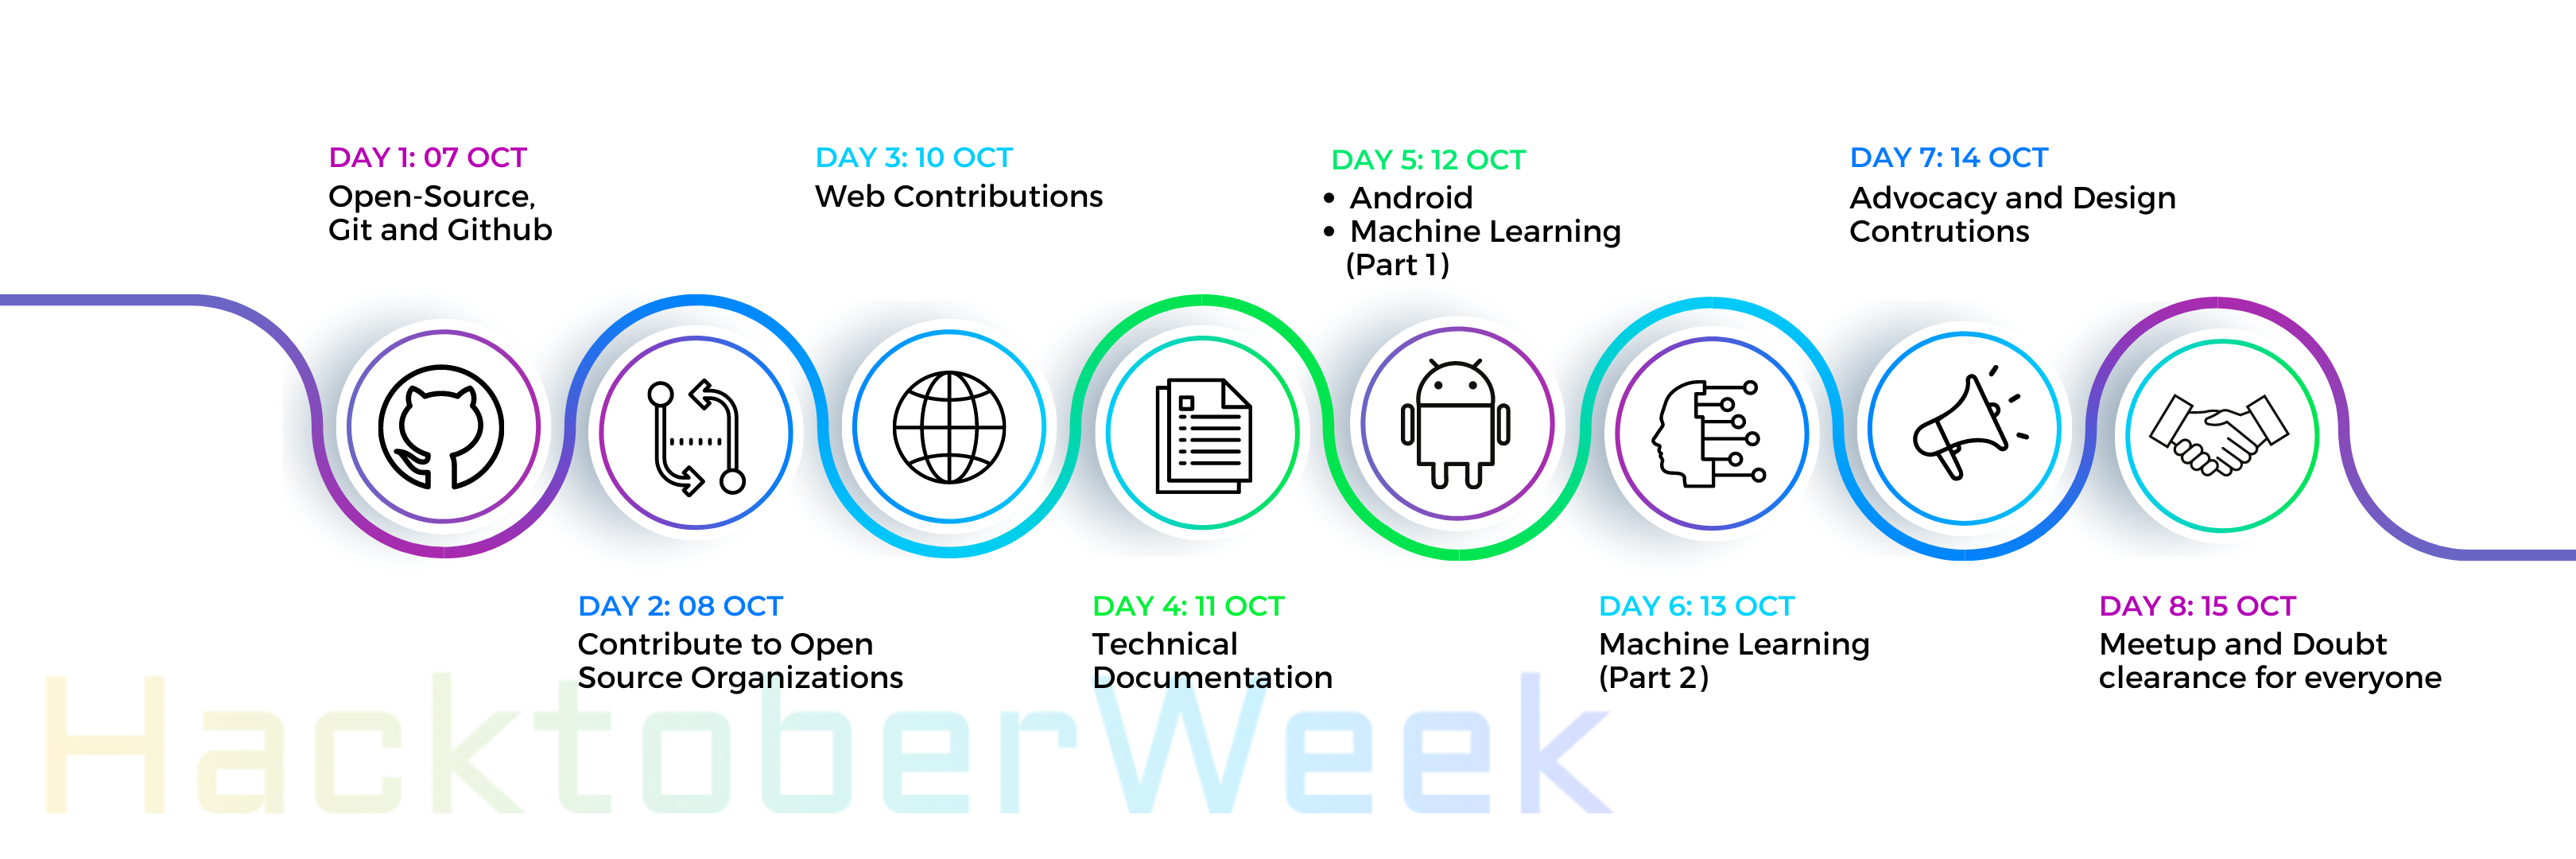 DAY 1: 07 OCT
Open-Source,
Git and Github
DAY 2: 08 OCT
Contribute to Open
Source Organizations
DAY 3: 10 OCT
Web Contributions
DAY 4: 11 OCT
Technical
Documentation
DAY 5: 12 OCT
• Android
• Machine Learning
(Part 1)
DAY 6: 13 OCT
Machine Learning
(Part 2)
DAY 7: 14 OCT
Advocacy and Design
Contrutions
DAY 8: 15 OCT
Meetup and Doubt
clearance for everyone
HacktoberWeek